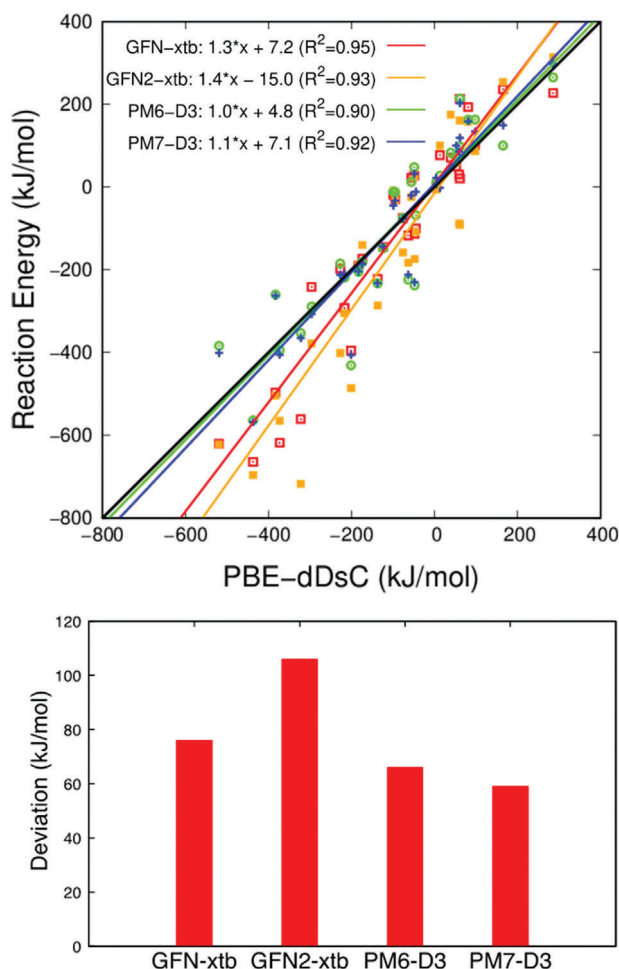 400
GFN-xtb: 1.3*x + 7.2 (R²=0.95)
GFN2-xtb: 1.4*x − 15.0 (R²=0.93)
200
PM6-D3: 1.0*x + 4.8 (R²=0.90)
PM7-D3: 1.1*x + 7.1 (R²=0.92)
0
−200
−400
−600
−800
Reaction Energy (kJ/mol)
−800 −600 −400 −200 0 200 400
PBE−dDsC (kJ/mol)
120
100
80
60
40
20
0
Deviation (kJ/mol)
GFN-xtb GFN2-xtb PM6-D3 PM7-D3